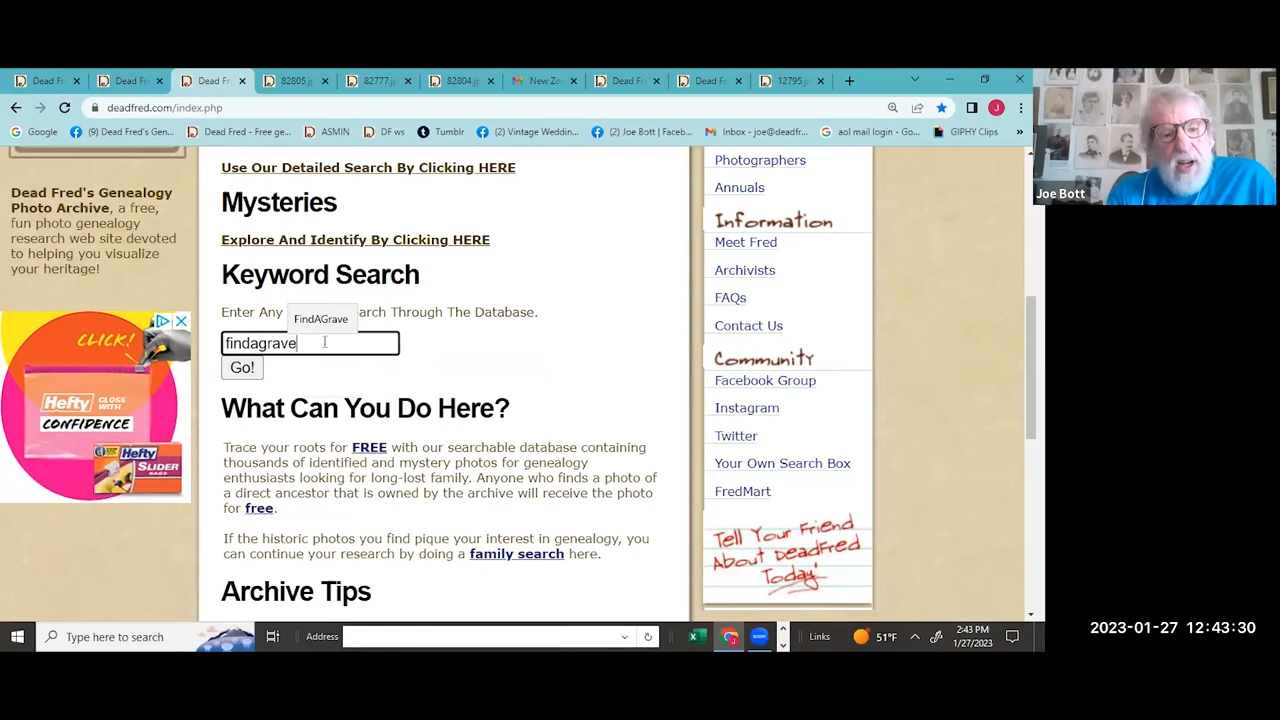 Dead Fr
Dead Fr
Dead Fr
82805.j
82777.j
82804.j
New Zo
Dead Fr
Dead Fr
12795.j
deadfred.com/index.php
Google
(9) Dead Fred's Gen...
Dead Fred - Free ge...
ASMIN
DF ws
Tumblr
(2) Vintage Weddin...
(2) Joe Bott | Faceb...
Inbox - joe@deadfr...
aol mail login - Go...
GIPHY Clips
»
Dead Fred's Genealogy
Photo Archive, a free,
fun photo genealogy
research web site devoted
to helping you visualize
your heritage!
CLICK!
Hefty CLOSE WITH
CONFIDENCE
Hefty
SLIDER
BAGS
Use Our Detailed Search By Clicking HERE
Mysteries
Explore And Identify By Clicking HERE
Keyword Search
Enter Any
arch Through The Database.
FindAGrave
findagrave
Go!
What Can You Do Here?
Trace your roots for FREE with our searchable database containing
thousands of identified and mystery photos for genealogy
enthusiasts looking for long-lost family. Anyone who finds a photo of
a direct ancestor that is owned by the archive will receive the photo
for free.
If the historic photos you find pique your interest in genealogy, you
can continue your research by doing a family search here.
Archive Tips
Photographers
Annuals
Information
Meet Fred
Archivists
FAQs
Contact Us
Community
Facebook Group
Instagram
Twitter
Your Own Search Box
FredMart
Tell Your Friend
About DeadFred
Today!
Joe Bott
Type here to search
Address
Links
51°F
2:43 PM
1/27/2023
2023-01-27 12:43:30